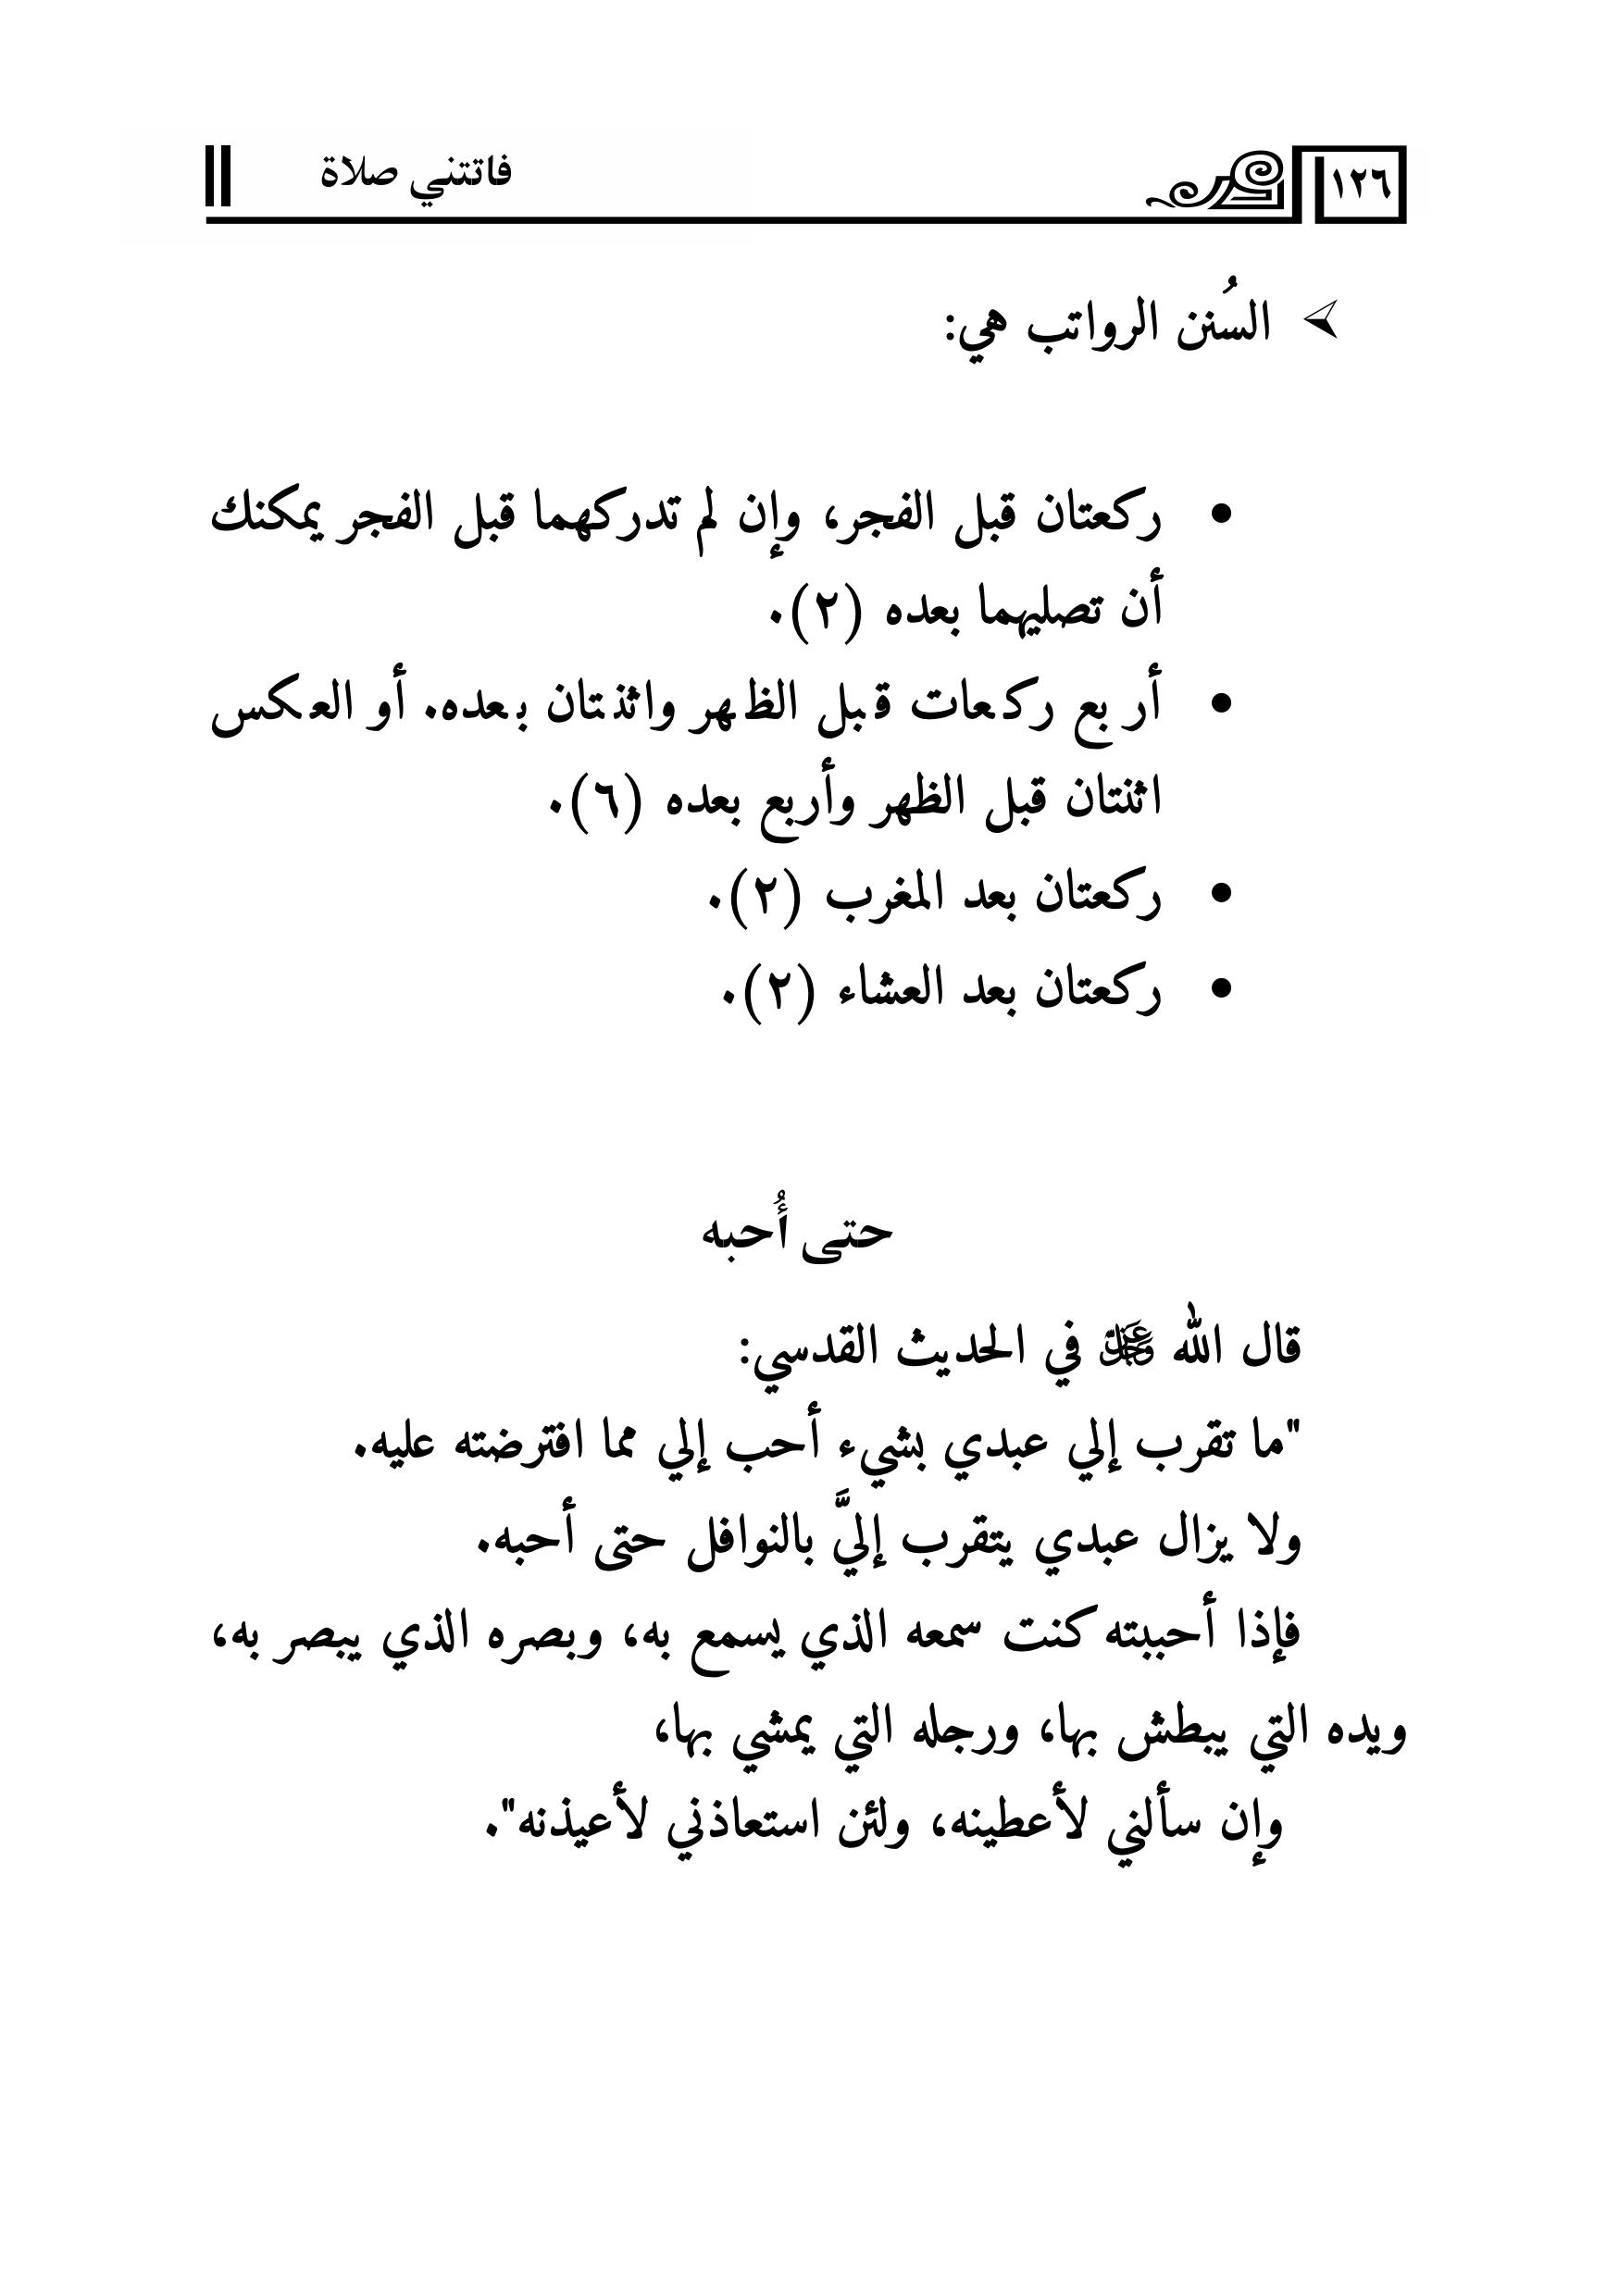 ١٢٦
فاتتني صلاة
السُنن الرواتب هي:
• ركعتان قبل الفجر، وإن لم تدركهما قبل الفجر يمكنك
أن تصليهما بعده (٢).
• أربع ركعات قبل الظهر واثنتان بعده. أو العكس
اثنتان قبل الظهر وأربع بعده (٦).
• ركعتان بعد المغرب (٢).
• ركعتان بعد العشاء (٢).
حتى أُحبه
قال الله ﷻ في الحديث القدسي:
"ما تقرب إلي عبدي بشيء أحب إلي مما افترضته عليه.
ولا يزال عبدي يتقرب إليَّ بالنوافل حتى أحبه.
فإذا أحببته كنت سمعه الذي يسمع به، وبصره الذي يبصر به،
ويده التي يبطش بها، ورجله التي يمشي بها،
وإن سألني لأعطينه، ولئن استعاذني لأعيذنه".